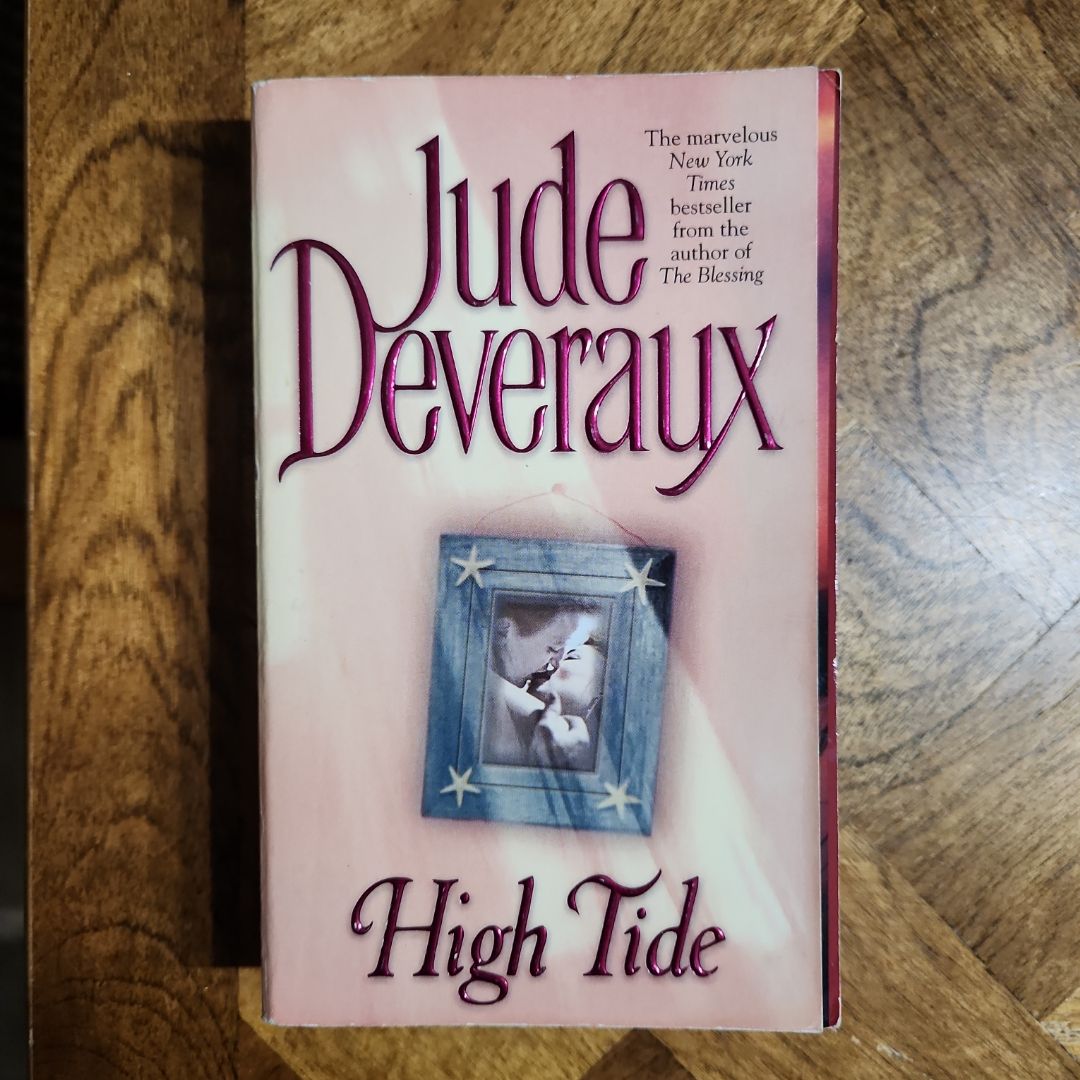 Jude
Deveraux
The marvelous
New York
Times
bestseller
from the
author of
The Blessing
High Tide